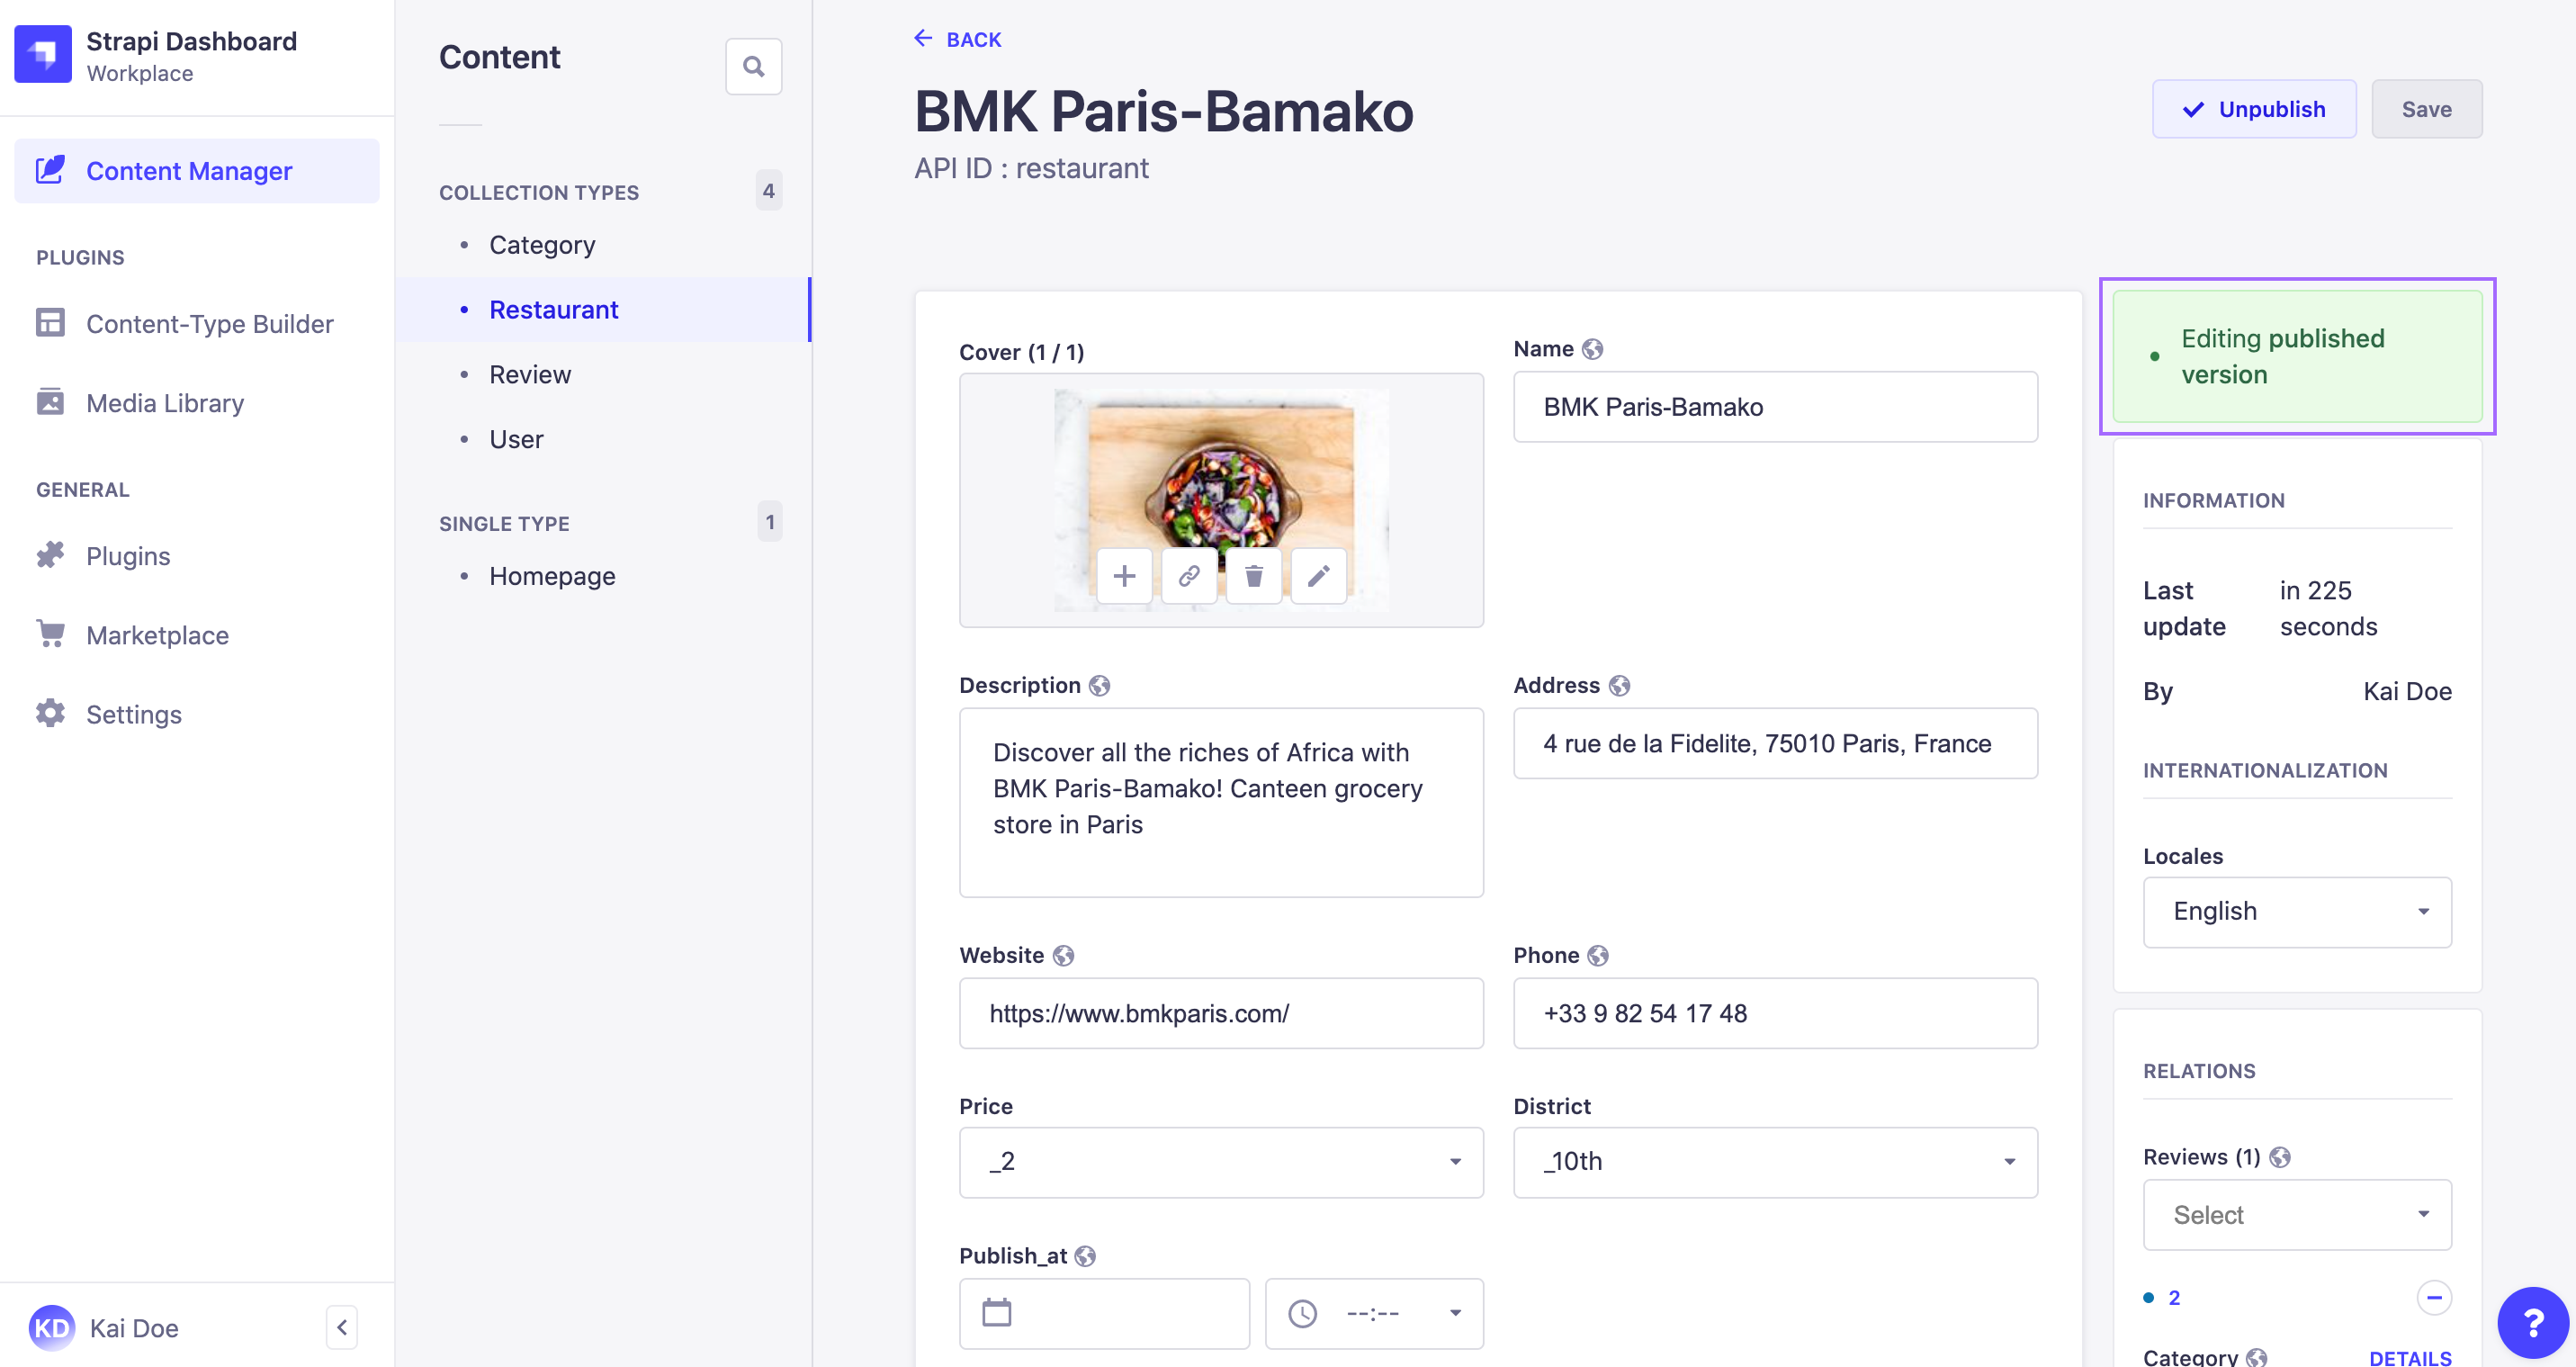 Strapi Dashboard
Workplace
Content Manager
PLUGINS
Content-Type Builder
Media Library
GENERAL
Plugins
Marketplace
Settings
KD
Kai Doe
Content
COLLECTION TYPES
4
Category
Restaurant
Review
User
SINGLE TYPE
1
Homepage
BACK
BMK Paris-Bamako
API ID : restaurant
Unpublish
Save
Cover (1 / 1)
Name
BMK Paris-Bamako
Description
Discover all the riches of Africa with
BMK Paris-Bamako! Canteen grocery
store in Paris
Address
4 rue de la Fidelite, 75010 Paris, France
Website
https://www.bmkparis.com/
Phone
+33 9 82 54 17 48
Price
_2
District
_10th
Publish_at
--:--
Editing published
version
INFORMATION
Last
update
in 225
seconds
By
Kai Doe
INTERNATIONALIZATION
Locales
English
RELATIONS
Reviews (1)
Select
2
Category
DETAILS
?